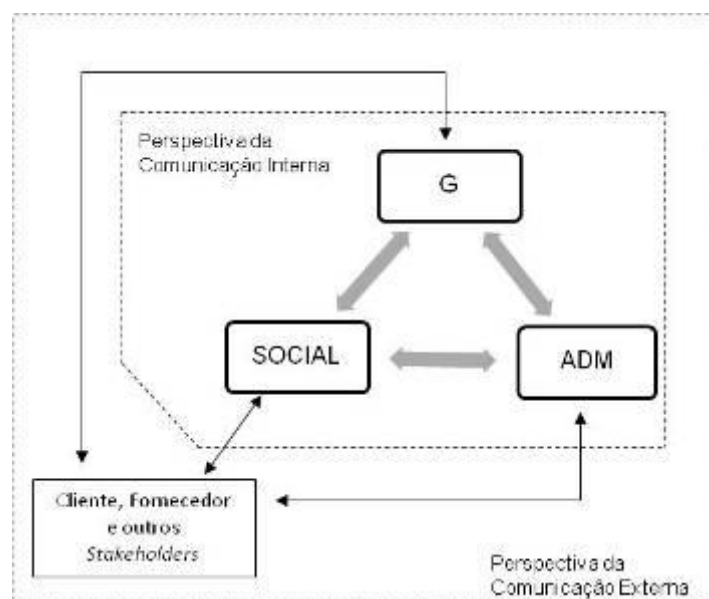 Perspectiva da
Comunicação Interna
G
SOCIAL
ADM
Cliente, Fornecedor
e outros
Stakeholders
Perspectiva da
Comunicação Externa